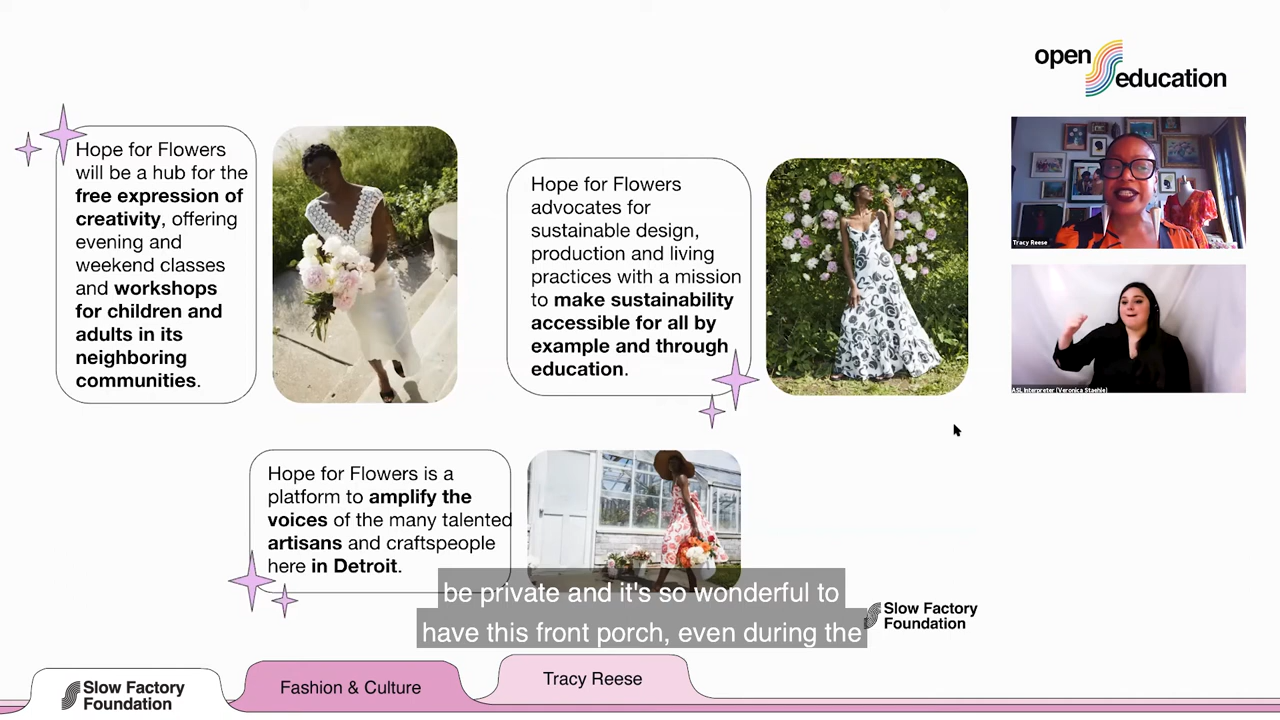 open
education
Hope for Flowers
will be a hub for the
free expression of
creativity, offering
evening and
weekend classes
and workshops
for children and
adults in its
neighboring
communities.
Hope for Flowers
advocates for
sustainable design,
production and living
practices with a mission
to make sustainability
accessible for all by
example and through
education.
Tracy Reese
ASL Interpreter (Veronica Staehle)
Hope for Flowers is a
platform to amplify the
voices of the many talented
artisans and craftspeople
here in Detroit.
be private and it's so wonderful to
have this front porch, even during the
Slow Factory
Foundation
Slow Factory
Foundation
Fashion & Culture
Tracy Reese